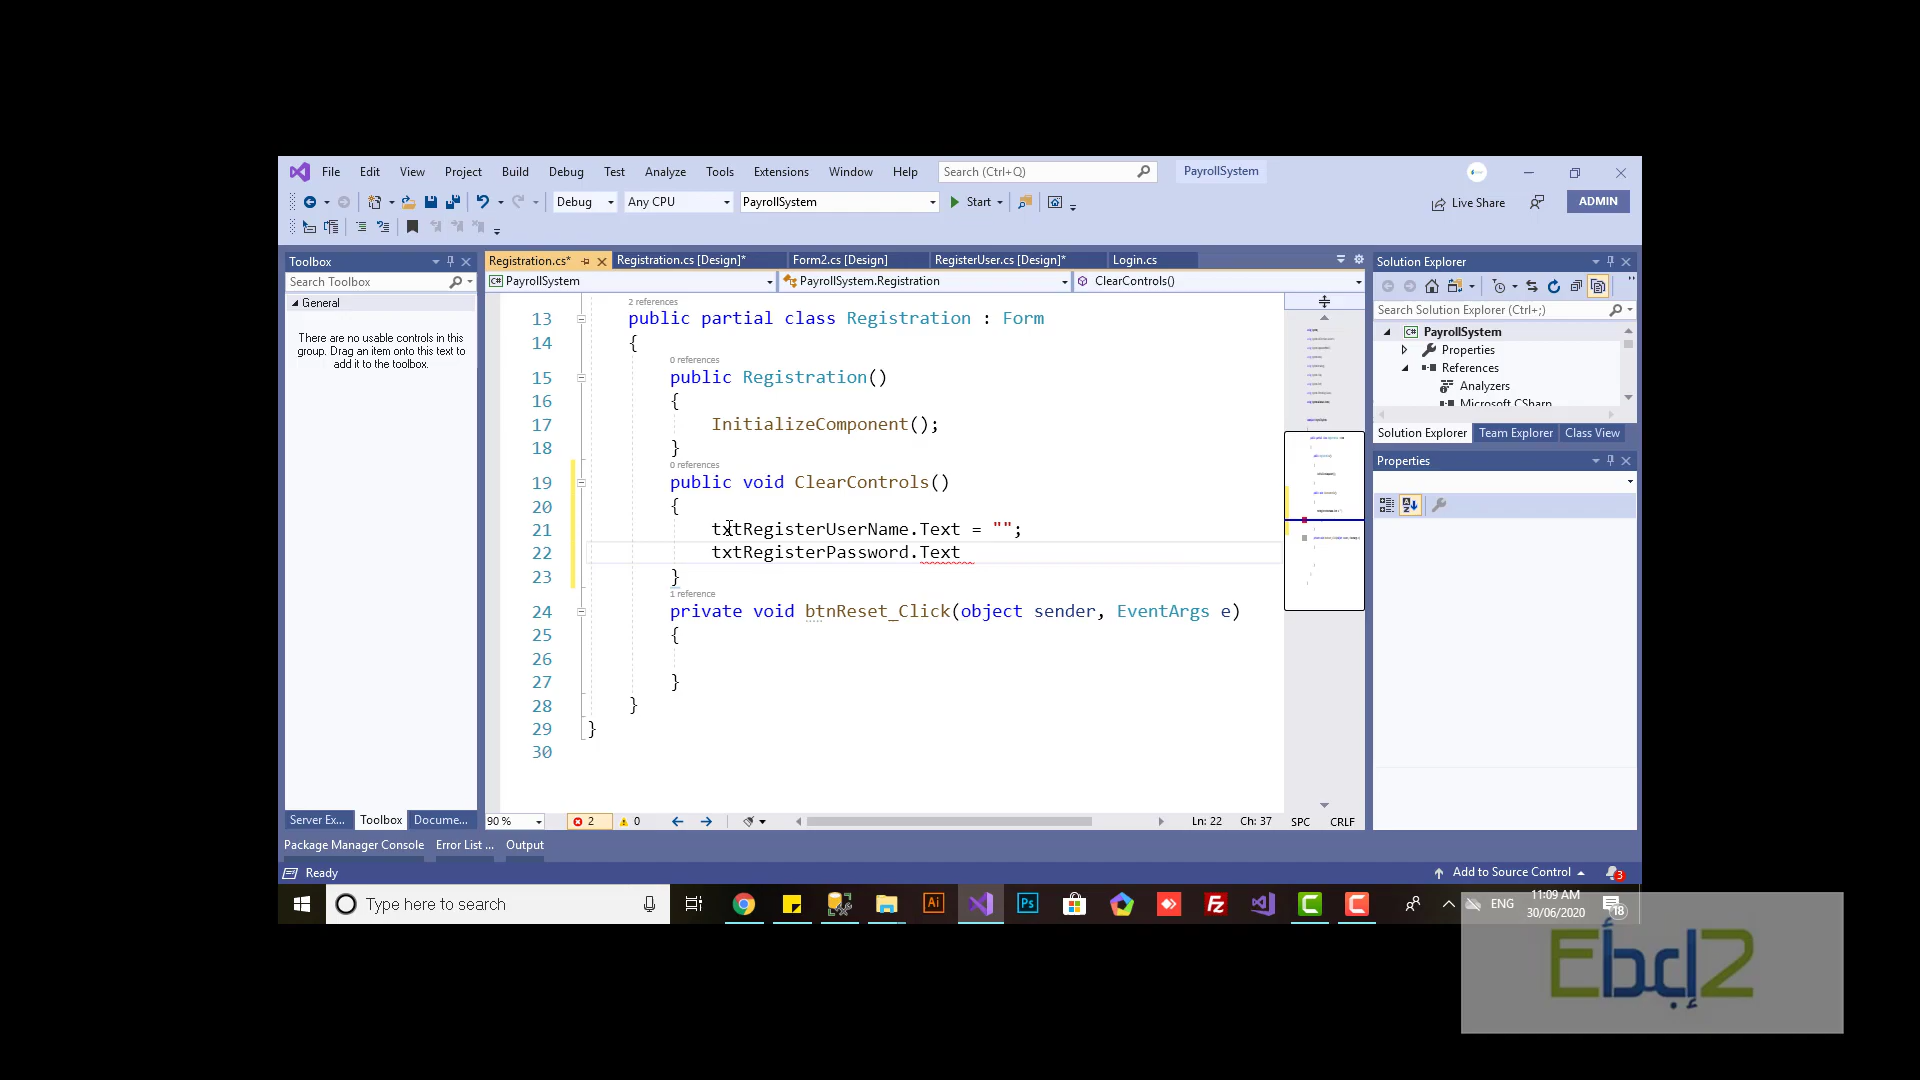 File Edit View Project Build Debug Test Analyze Tools Extensions Window Help Search (Ctrl+Q) PayrollSystem
Debug Any CPU PayrollSystem Start Live Share ADMIN
Toolbox
Search Toolbox
General
There are no usable controls in this
group. Drag an item onto this text to
add it to the toolbox.
Server Ex... Toolbox Docume...
Registration.cs* Registration.cs [Design]* Form2.cs [Design] RegisterUser.cs [Design]* Login.cs
PayrollSystem PayrollSystem.Registration ClearControls()
2 references
13 public partial class Registration : Form
14 {
0 references
15 public Registration()
16 {
17 InitializeComponent();
18 }
0 references
19 public void ClearControls()
20 {
21 txtRegisterUserName.Text = "";
22 txtRegisterPassword.Text
23 }
1 reference
24 private void btnReset_Click(object sender, EventArgs e)
25 {
26
27 }
28 }
29 }
30
90 % 2 0 Ln: 22 Ch: 37 SPC CRLF
Solution Explorer
Search Solution Explorer (Ctrl+;)
PayrollSystem
Properties
References
Analyzers
Microsoft CSharp
Solution Explorer Team Explorer Class View
Properties
Package Manager Console Error List ... Output
Ready Add to Source Control 3
Type here to search Ai Ps ENG 11:09 AM
30/06/2020 18
Eإبدأ2